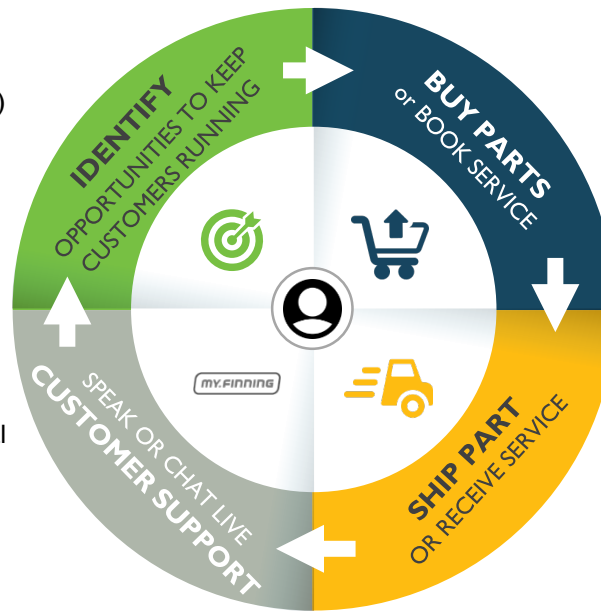 )
IDENTIFY
OPPORTUNITIES TO KEEP
CUSTOMERS RUNNING
BUY PARTS
or BOOK SERVICE
SHIP PART
OR RECEIVE SERVICE
SPEAK OR CHAT LIVE
CUSTOMER SUPPORT
MY.FINNING
l